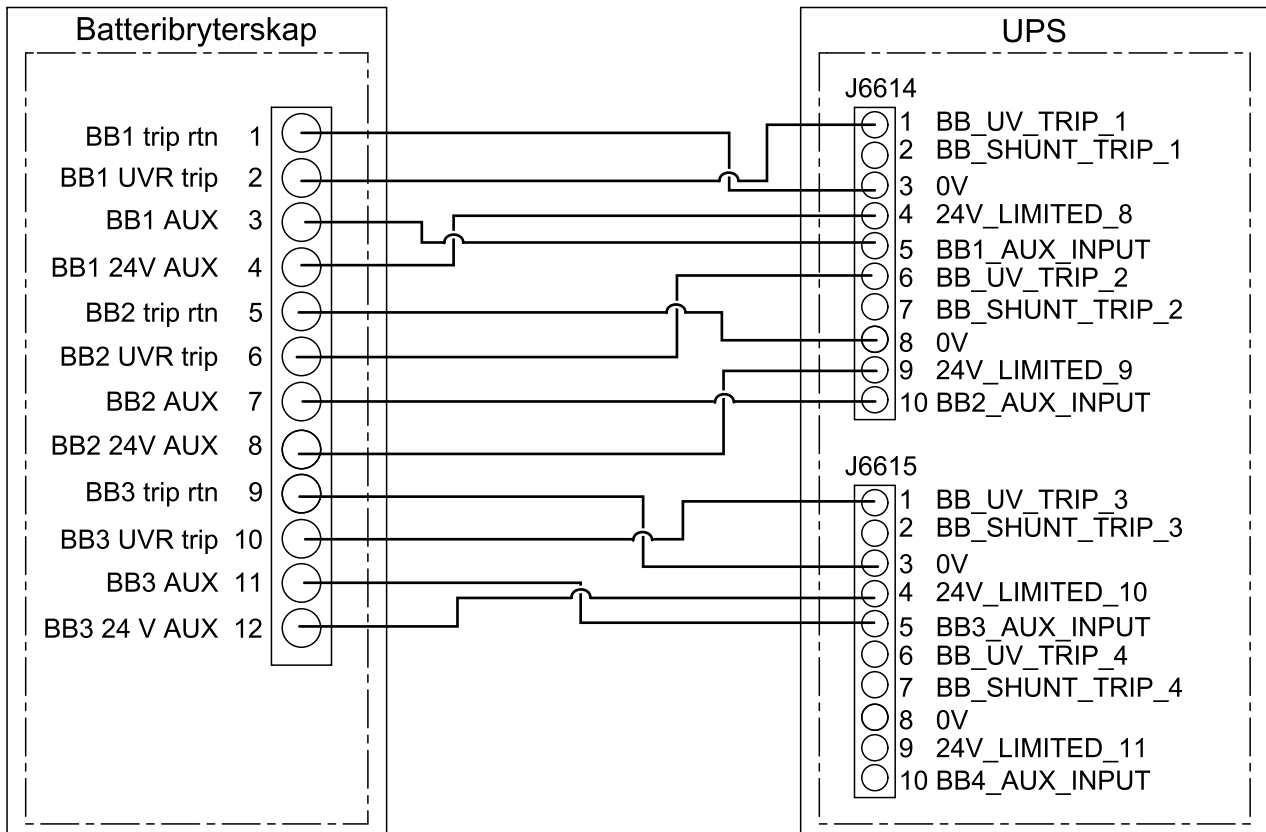 Batteribryterskap
BB1 trip rtn 1
BB1 UVR trip 2
BB1 AUX 3
BB1 24V AUX 4
BB2 trip rtn 5
BB2 UVR trip 6
BB2 AUX 7
BB2 24V AUX 8
BB3 trip rtn 9
BB3 UVR trip 10
BB3 AUX 11
BB3 24 V AUX 12
UPS
J6614
1 BB_UV_TRIP_1
2 BB_SHUNT_TRIP_1
3 0V
4 24V_LIMITED_8
5 BB1_AUX_INPUT
6 BB_UV_TRIP_2
7 BB_SHUNT_TRIP_2
8 0V
9 24V_LIMITED_9
10 BB2_AUX_INPUT
J6615
1 BB_UV_TRIP_3
2 BB_SHUNT_TRIP_3
3 0V
4 24V_LIMITED_10
5 BB3_AUX_INPUT
6 BB_UV_TRIP_4
7 BB_SHUNT_TRIP_4
8 0V
9 24V_LIMITED_11
10 BB4_AUX_INPUT